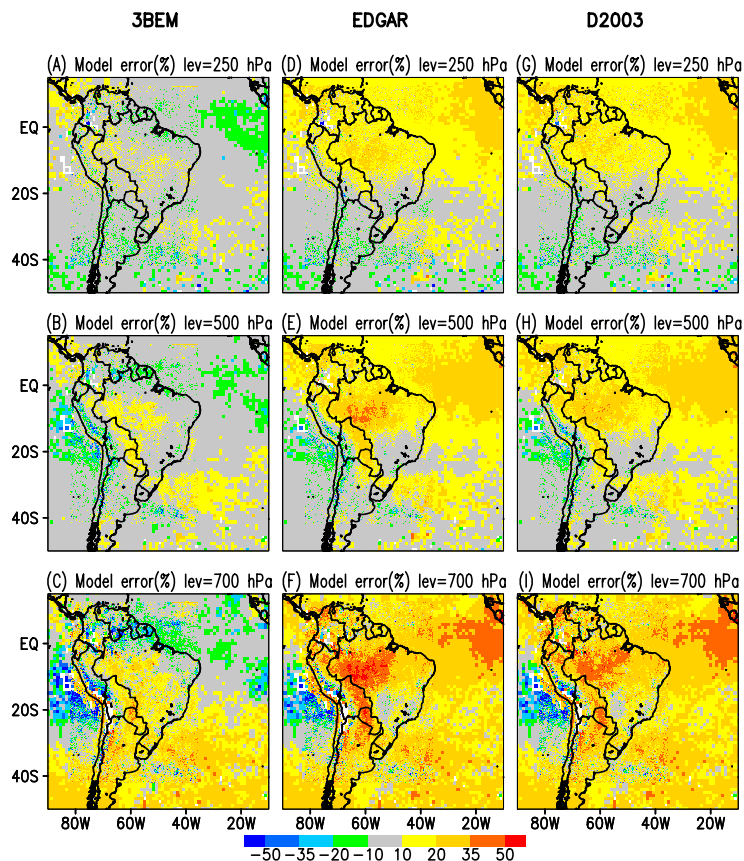 3BEM EDGAR D2003
(A) Model error(%) lev=250 hPa (D) Model error(%) lev=250 hPa (G) Model error(%) lev=250 hPa
EQ
20S
40S
(B) Model error(%) lev=500 hPa (E) Model error(%) lev=500 hPa (H) Model error(%) lev=500 hPa
EQ
20S
40S
(C) Model error(%) lev=700 hPa (F) Model error(%) lev=700 hPa (I) Model error(%) lev=700 hPa
EQ
20S
40S
80W 60W 40W 80W 60W 40W 80W 60W 40W
−50 −35 −20 −10 10 20 35 50